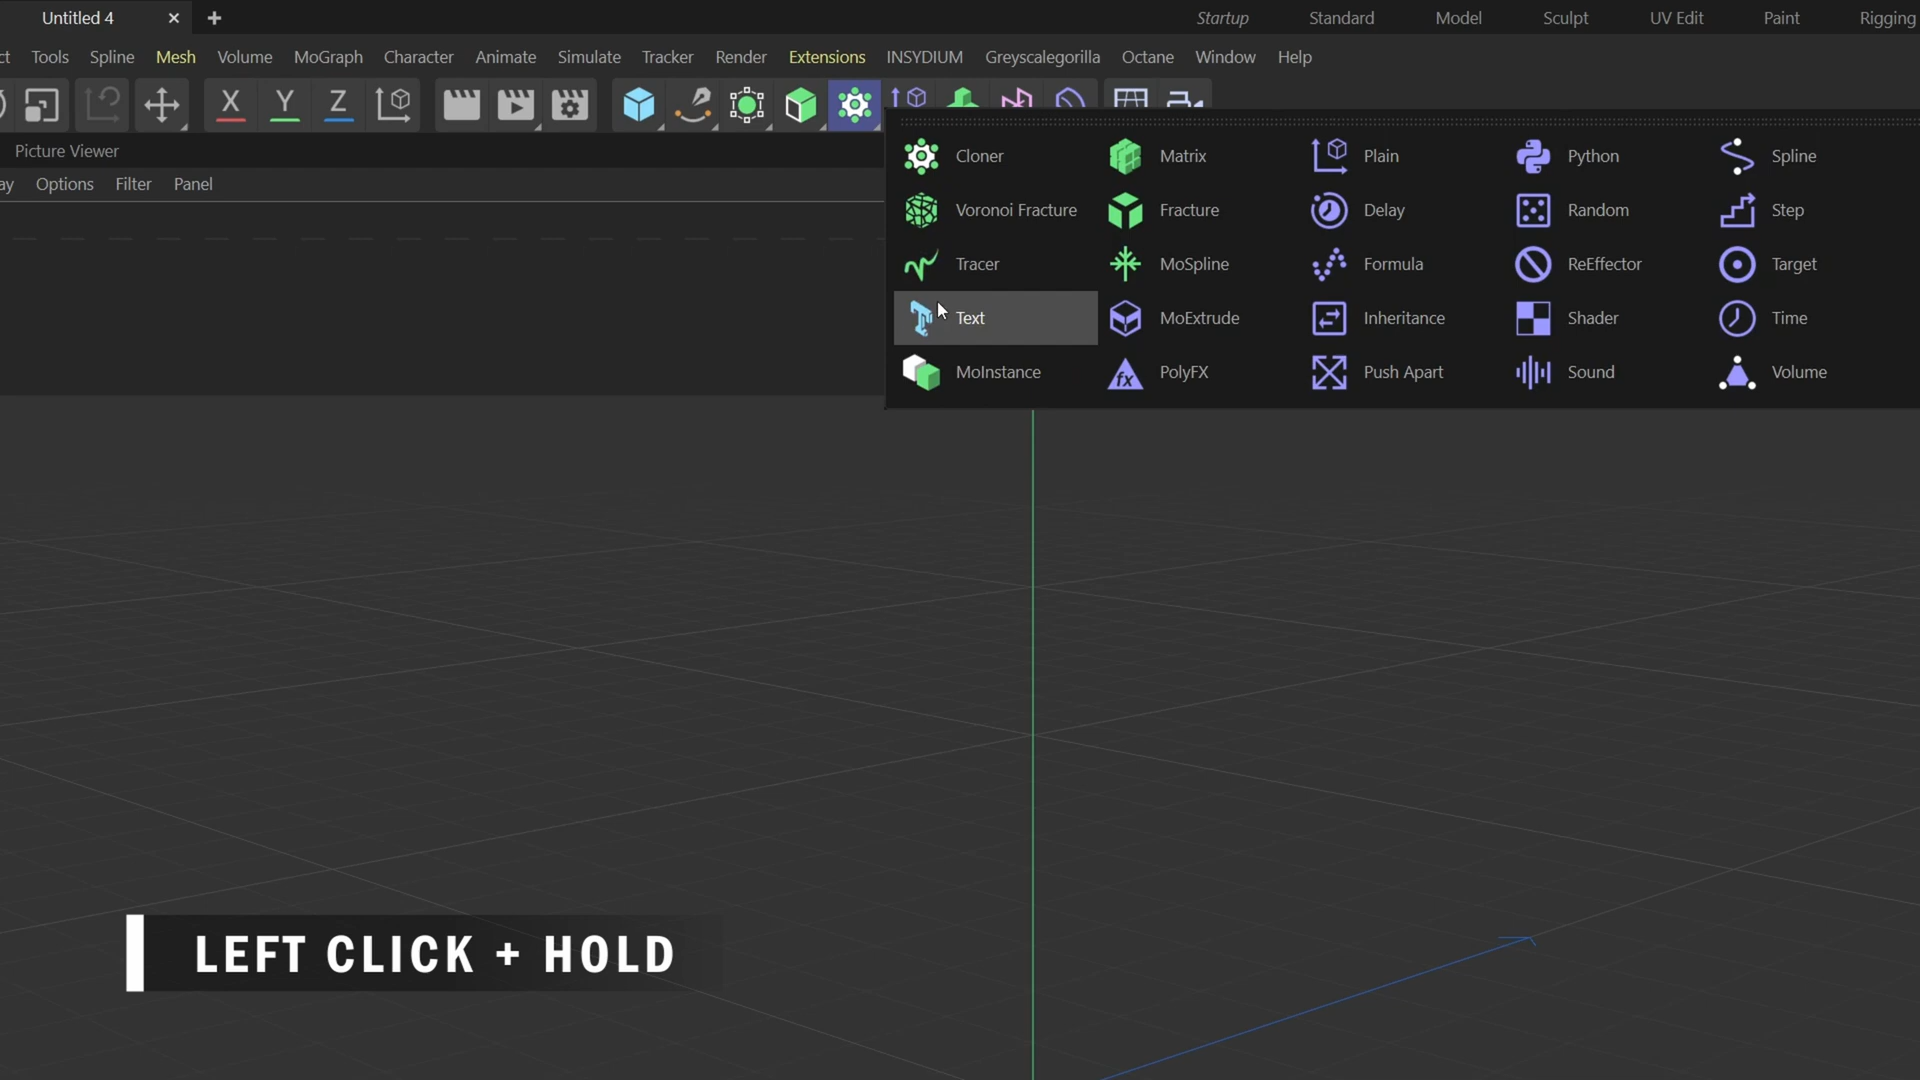 Untitled 4 × +
Startup Standard Model Sculpt UV Edit Paint Rigging
ct Tools Spline Mesh Volume MoGraph Character Animate Simulate Tracker Render Extensions INSYDIUM Greyscalegorilla Octane Window Help
X Y Z
Picture Viewer
ay Options Filter Panel
Cloner Matrix Plain Python Spline
Voronoi Fracture Fracture Delay Random Step
Tracer MoSpline Formula ReEffector Target
Text MoExtrude Inheritance Shader Time
MoInstance fx PolyFX Push Apart Sound Volume
LEFT CLICK + HOLD